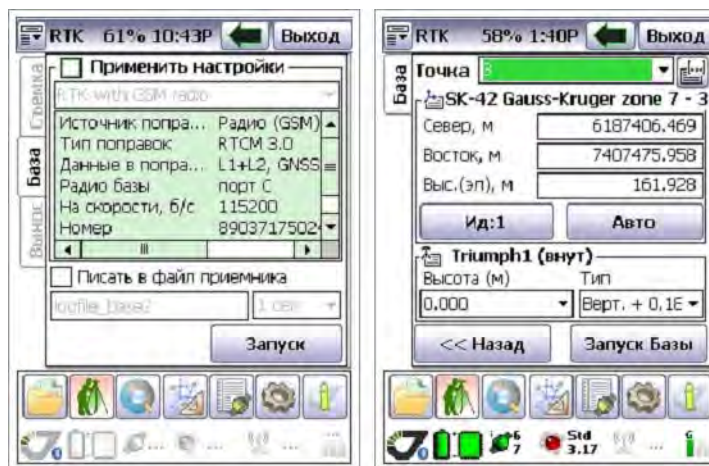 RTK 61% 10:43P Выход
Съемка
База
Вынос
Применить настройки
RTK with GSM radio
Источник попра... Радио (GSM)
Тип поправок RTCM 3.0
Данные в попра... L1+L2, GNSS
Радио базы порт C
На скорости, б/с 115200
Номер 8903717502
Писать в файл приемника
logfile_base2 1 сек
Запуск
RTK 58% 1:40P Выход
База
Точка
SK-42 Gauss-Kruger zone 7 - 3
Север, м 6187406.469
Восток, м 7407475.958
Выс.(эл), м 161.928
Ид:1 Авто
Triumph1 (внут)
Высота (м) Тип
0.000 Верт. + 0.1
<< Назад Запуск Базы
6
7
Std
3.17
G